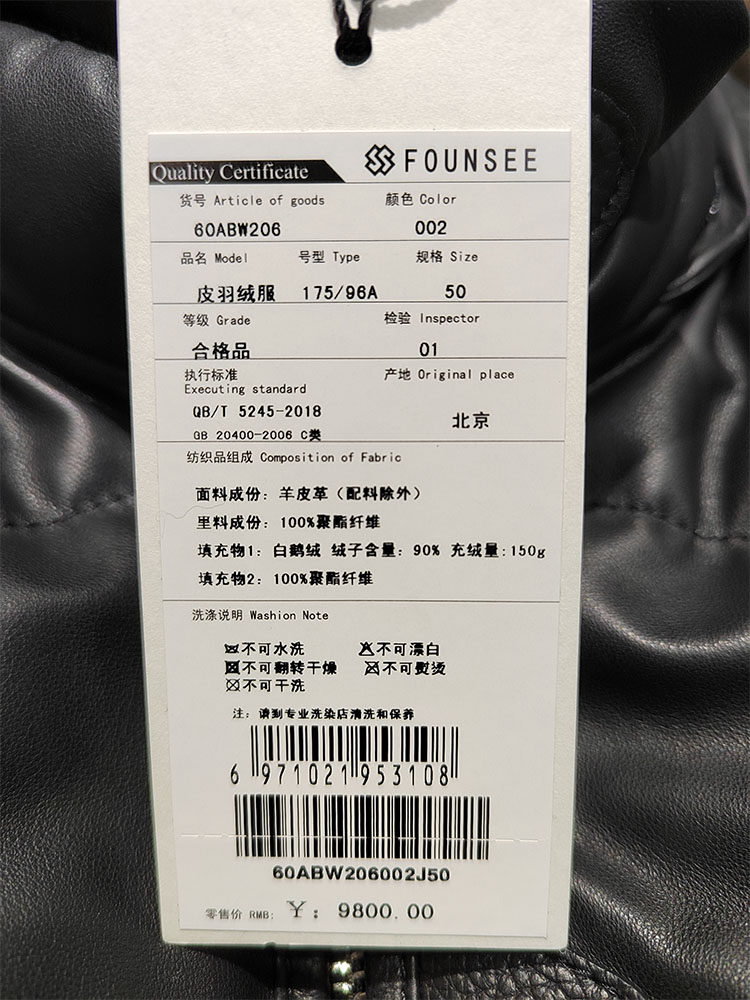 Quality Certificate FOUNSEE
货号 Article of goods 颜色 Color
60ABW206 002
品名 Model 号型 Type 规格 Size
皮羽绒服 175/96A 50
等级 Grade 检验 Inspector
合格品 01
执行标准 产地 Original place
Executing standard
QB/T 5245-2018 北京
GB 20400-2006 C类
纺织品组成 Composition of Fabric
面料成份：羊皮革（配料除外）
里料成份：100%聚酯纤维
填充物1：白鹅绒 绒子含量：90% 充绒量:150g
填充物2：100%聚酯纤维
洗涤说明 Washion Note
不可水洗 不可漂白
不可翻转干燥 不可熨烫
不可干洗
注：请到专业洗染店清洗和保养
6 971021 953108
60ABW206002J50
零售价 RMB: ¥： 9800.00